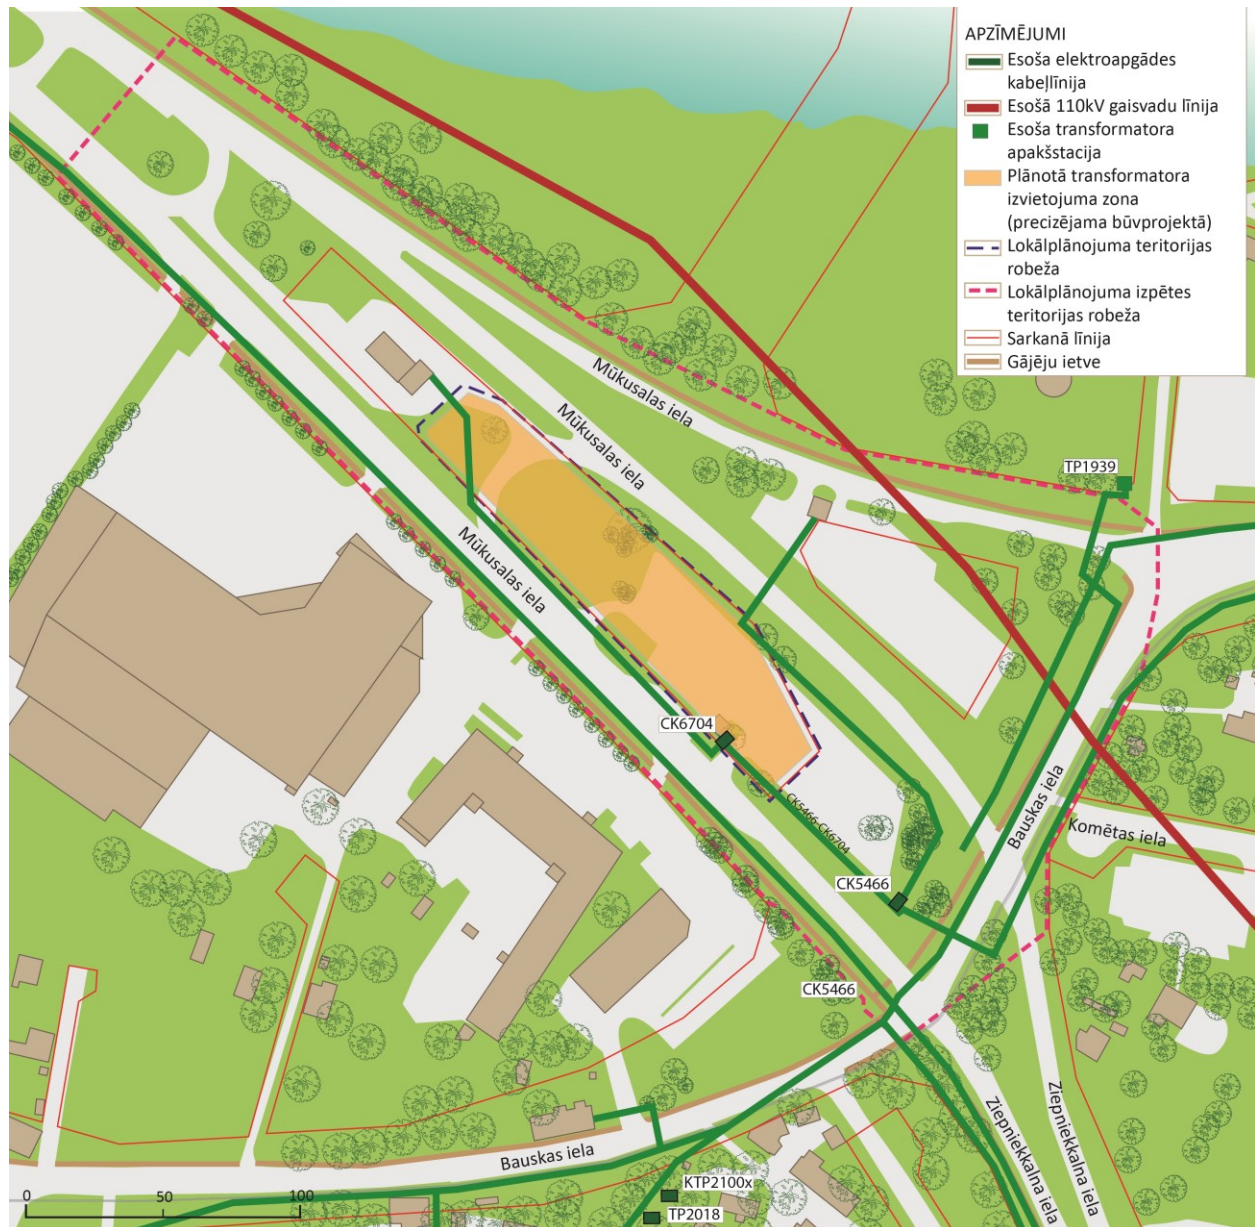 APZĪMĒJUMI
Esoša elektroapgādes
kabeļlīnija
Esošā 110kV gaisvadu līnija
Esoša transformatora
apakšstacija
Plānotā transformatora
izvietojuma zona
(precizējama būvprojektā)
Lokālplānojuma teritorijas
robeža
Lokālplānojuma izpētes
teritorijas robeža
Sarkanā līnija
Gājēju ietve
Mūkusalas iela
Mūkusalas iela
Mūkusalas iela
TP1939
CK6704
CK5466-CK6704
CK5466
CK5466
Bauskas iela
Komētas iela
Ziepniekkalna iela
Ziepniekkalna iela
Bauskas iela
KTP2100x
TP2018
0 50 100